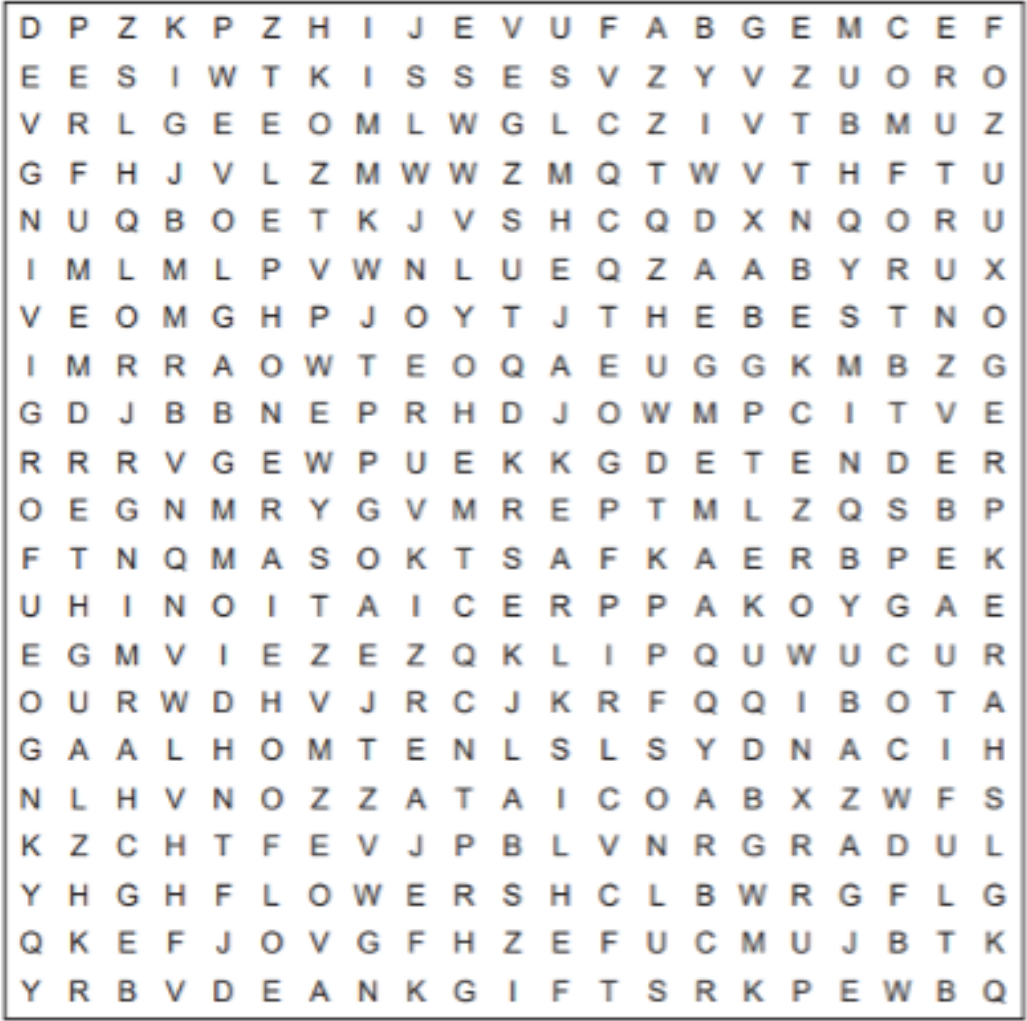 D P Z K P Z H I J E V U F A B G E M C E F
E E S I W T K I S S E S V Z Y V Z U O R O
V R L G E E O M L W G L C Z I V T B M U Z
G F H J V L Z M W W Z M Q T W V T H F T U
N U Q B O E T K J V S H C Q D X N Q O R U
I M L M L P V W N L U E Q Z A A B Y R U X
V E O M G H P J O Y T J T H E B E S T N O
I M R R A O W T E O Q A E U G G K M B Z G
G D J B B N E P R H D J O W M P C I T V E
R R R V G E W P U E K K G D E T E N D E R
O E G N M R Y G V M R E P T M L Z Q S B P
F T N Q M A S O K T S A F K A E R B P E K
U H I N O I T A I C E R P P A K O Y G A E
E G M V I E Z E Z Q K L I P Q U W U C U R
O U R W D H V J R C J K R F Q Q I B O T A
G A A L H O M T E N L S L S Y D N A C I H
N L H V N O Z Z A T A I C O A B X Z W F S
K Z C H T F E V J P B L V N R G R A D U L
Y H G H F L O W E R S H C L B W R G F L G
Q K E F J O V G F H Z E F U C M U J B T K
Y R B V D E A N K G I F T S R K P E W B Q